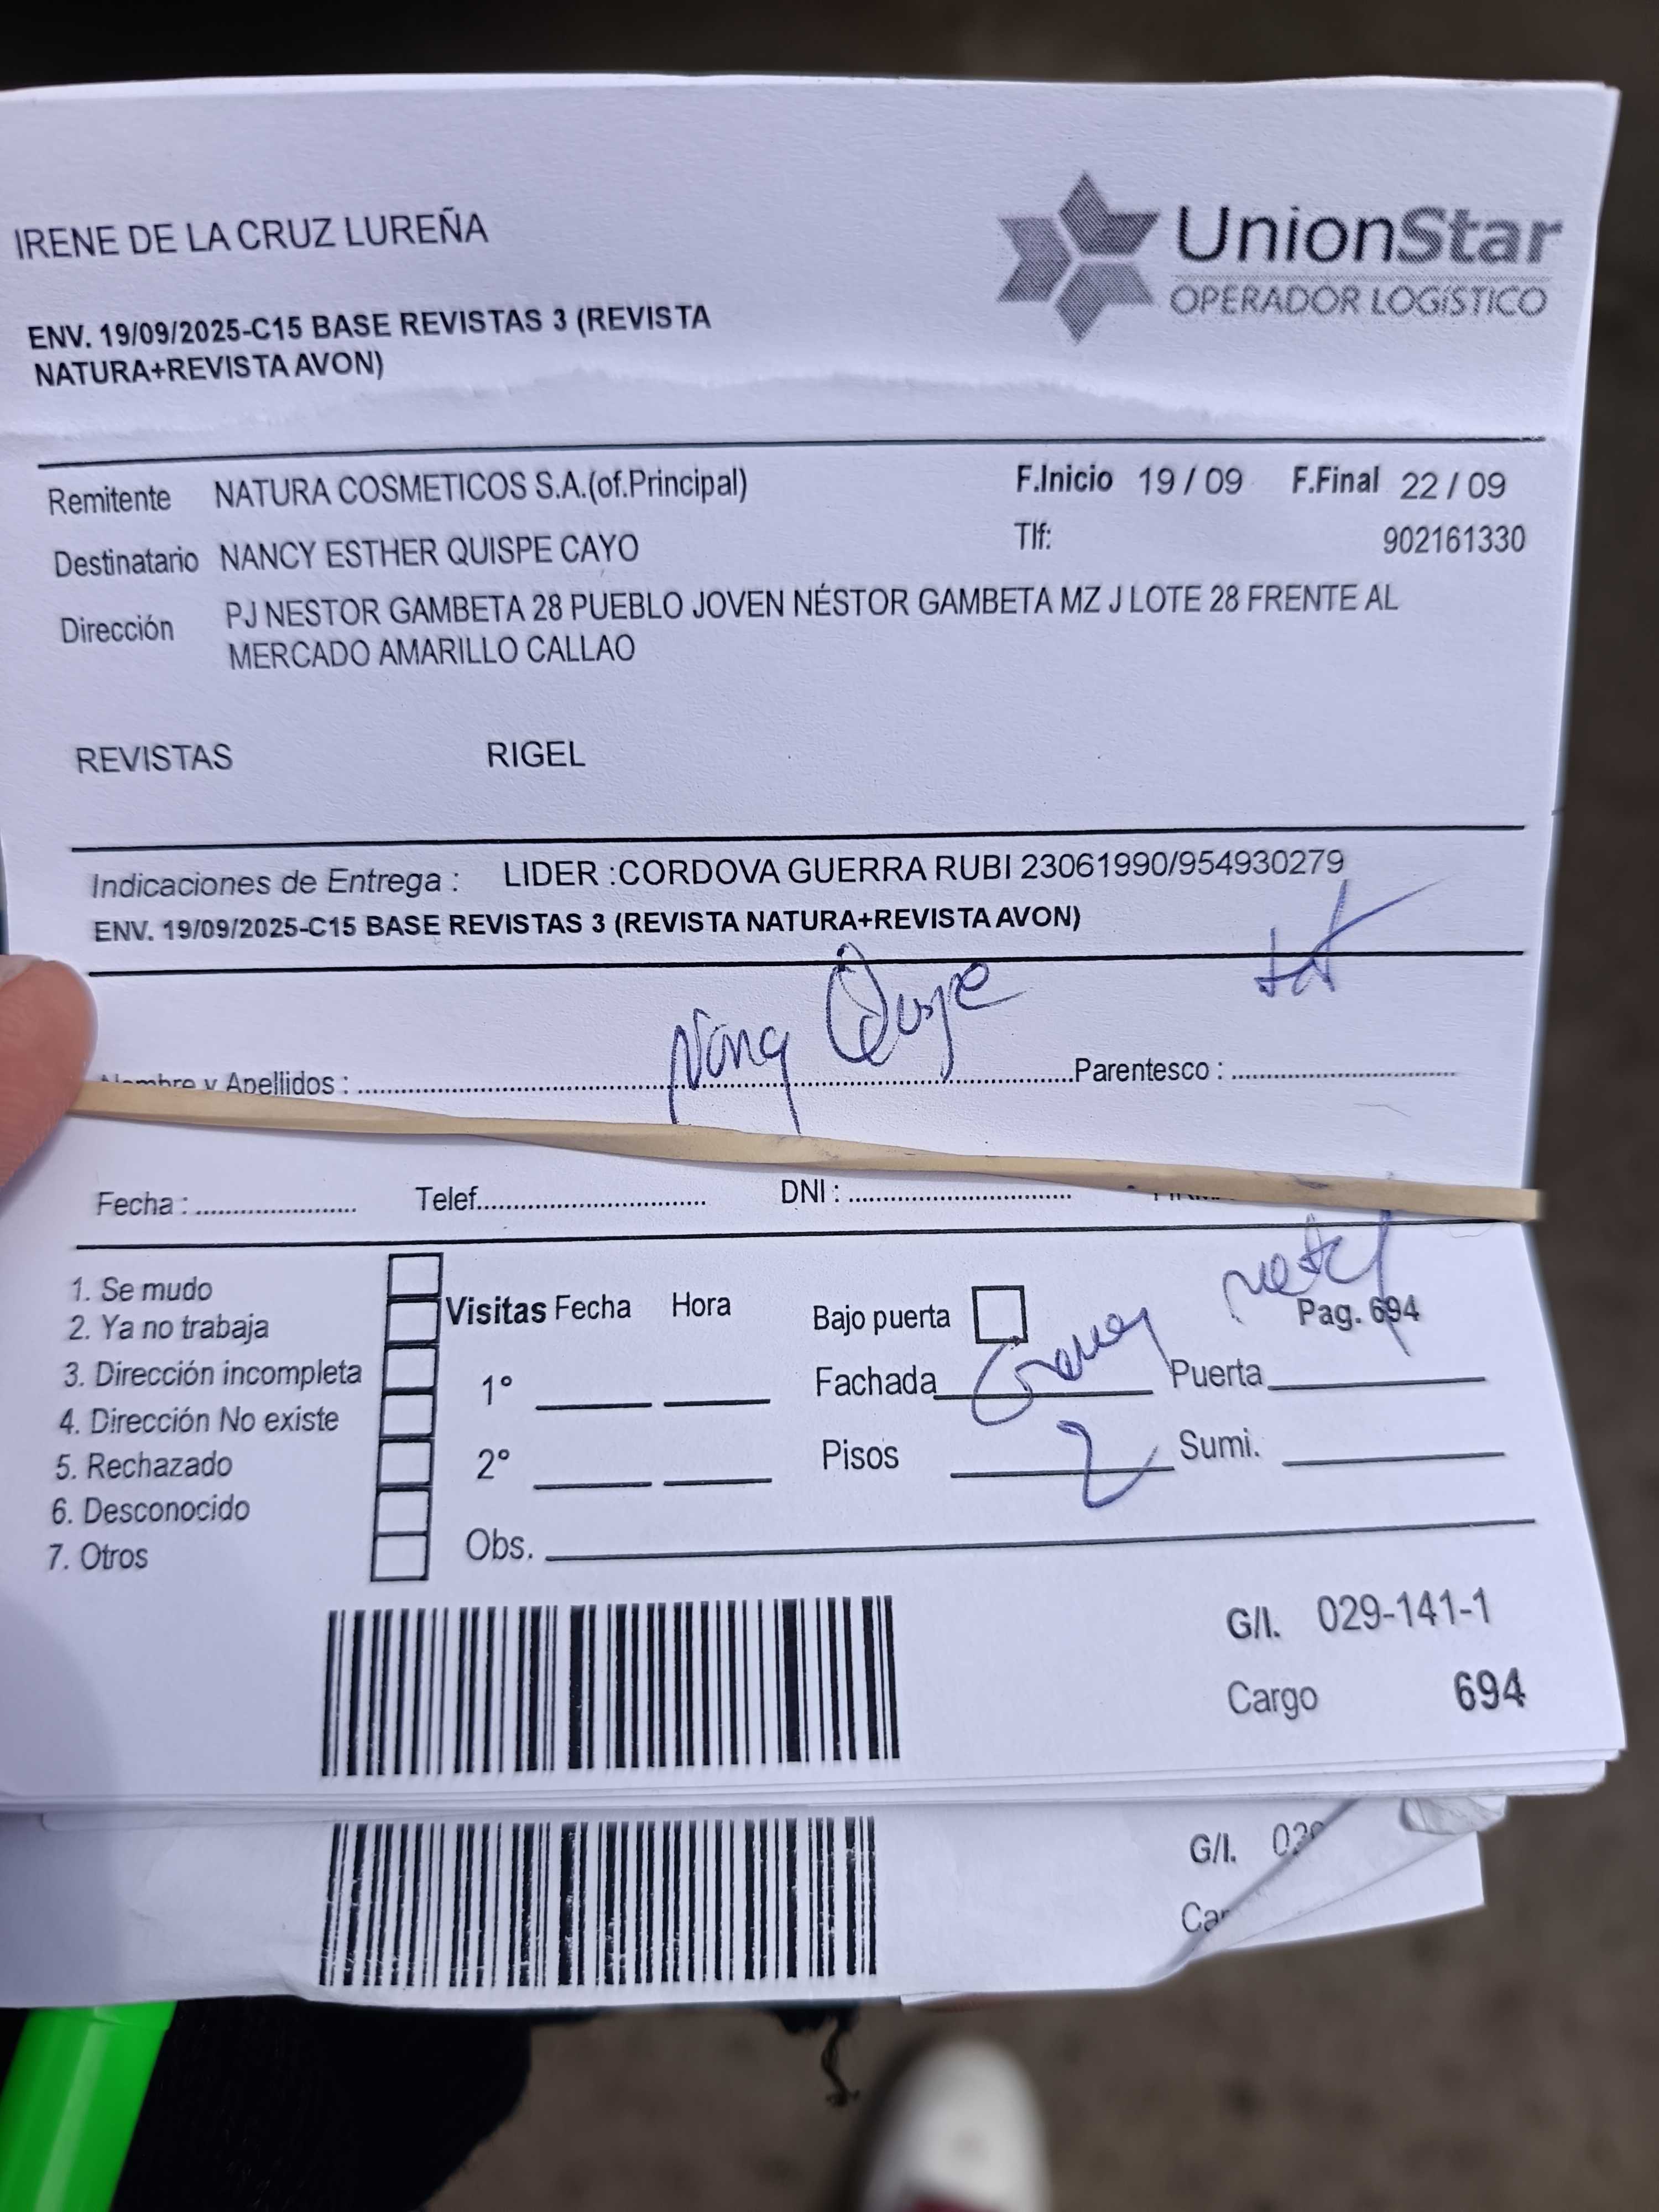 IRENE DE LA CRUZ LUREÑA
UnionStar
OPERADOR LOGíSTICO
ENV. 19/09/2025-C15 BASE REVISTAS 3 (REVISTA
NATURA+REVISTA AVON)
Remitente NATURA COSMETICOS S.A.(of.Principal) F.Inicio 19 / 09 F.Final 22 / 09
Destinatario NANCY ESTHER QUISPE CAYO Tlf: 902161330
Dirección PJ NESTOR GAMBETA 28 PUEBLO JOVEN NÉSTOR GAMBETA MZ J LOTE 28 FRENTE AL
MERCADO AMARILLO CALLAO
REVISTAS RIGEL
Indicaciones de Entrega : LIDER :CORDOVA GUERRA RUBI 23061990/954930279
ENV. 19/09/2025-C15 BASE REVISTAS 3 (REVISTA NATURA+REVISTA AVON)
Nombre y Apellidos : Nancy Quispe Parentesco : tit
Fecha : Telef. DNI :
1. Se mudo
2. Ya no trabaja
3. Dirección incompleta
4. Dirección No existe
5. Rechazado
6. Desconocido
7. Otros
Visitas Fecha Hora
1°
2°
Obs.
Bajo puerta Pag. 694
Fachada Puerta
Pisos 2 Sumi.
G/I. 029-141-1
Cargo 694
G/I.